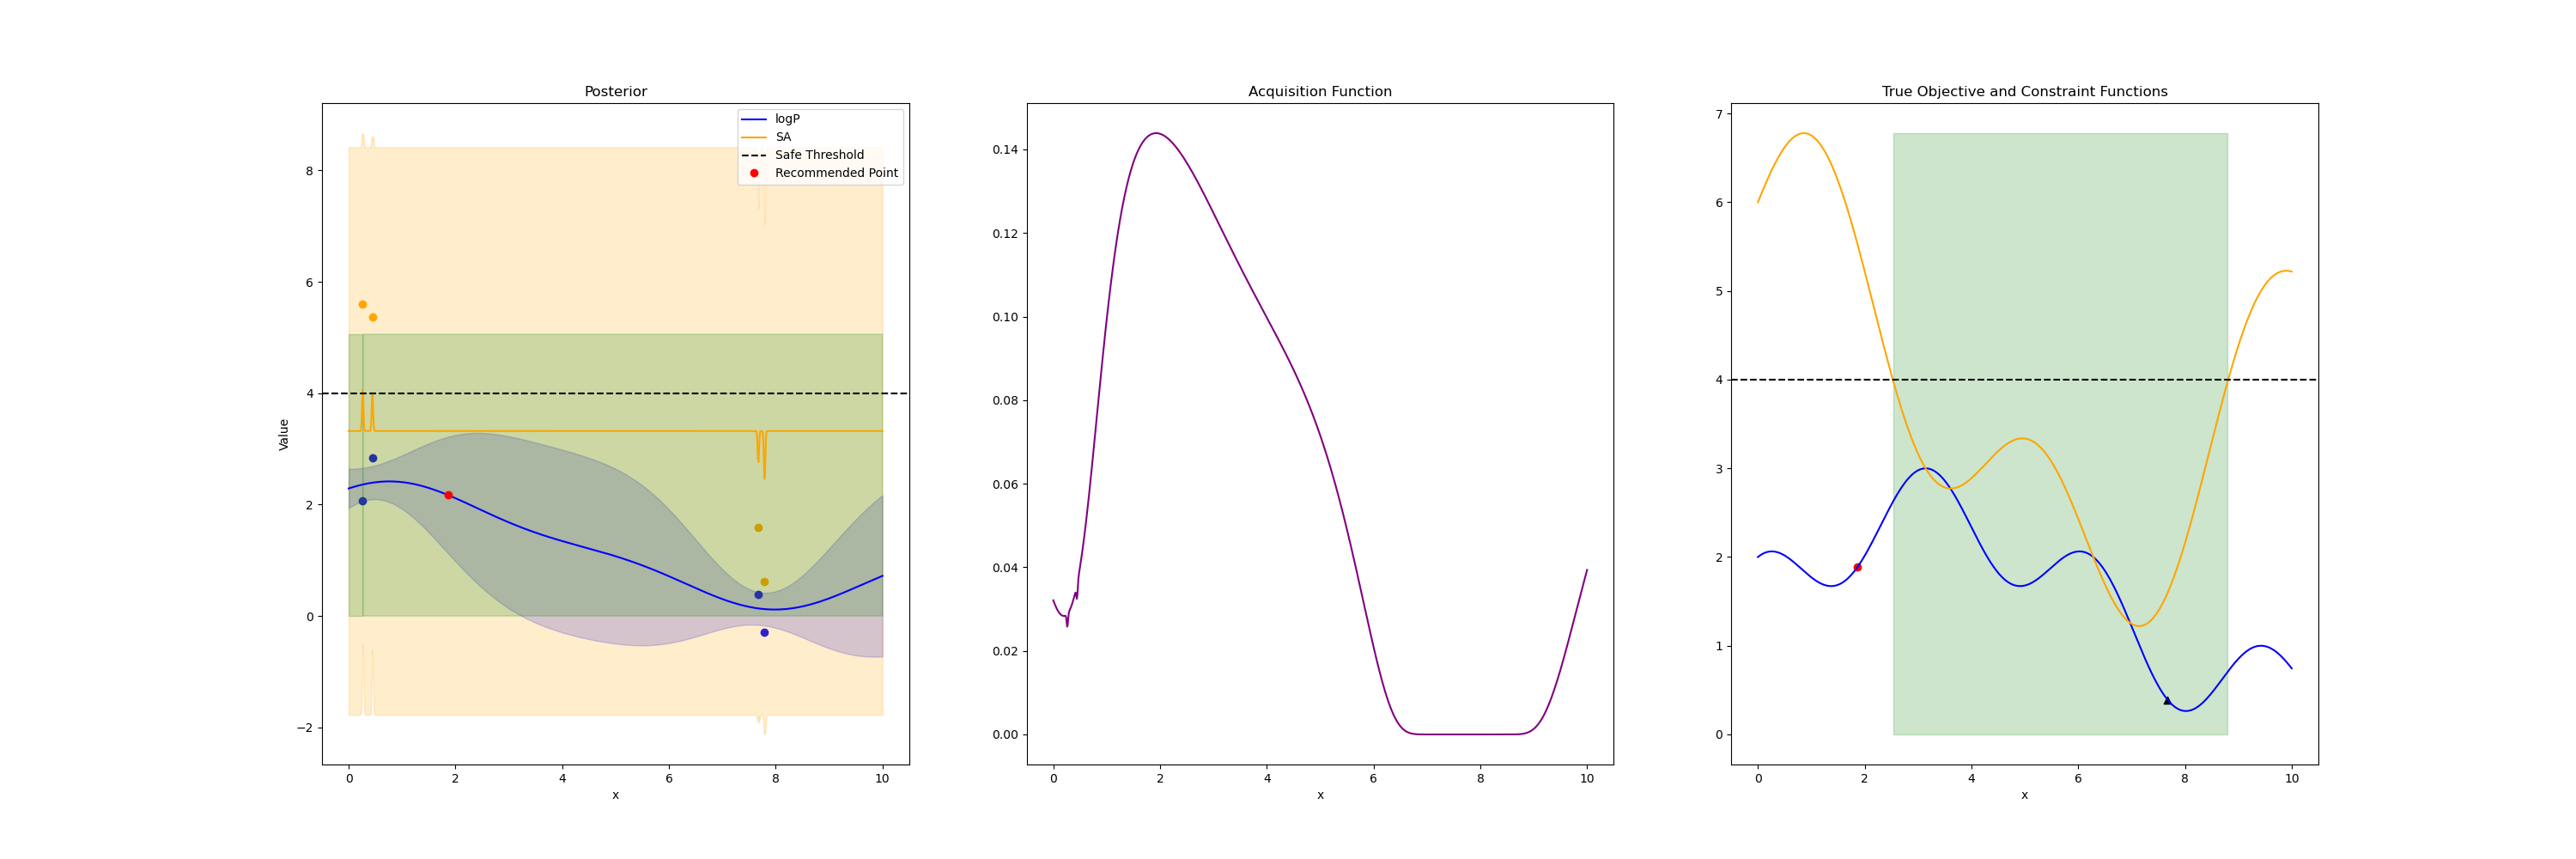 Posterior
logP
SA
Safe Threshold
Recommended Point
8
6
4
2
0
−2
Value
0 2 4 6 8 10
x
Acquisition Function
0.14
0.12
0.10
0.08
0.06
0.04
0.02
0.00
0 2 4 6 8 10
x
True Objective and Constraint Functions
7
6
5
4
3
2
1
0
0 2 4 6 8 10
x